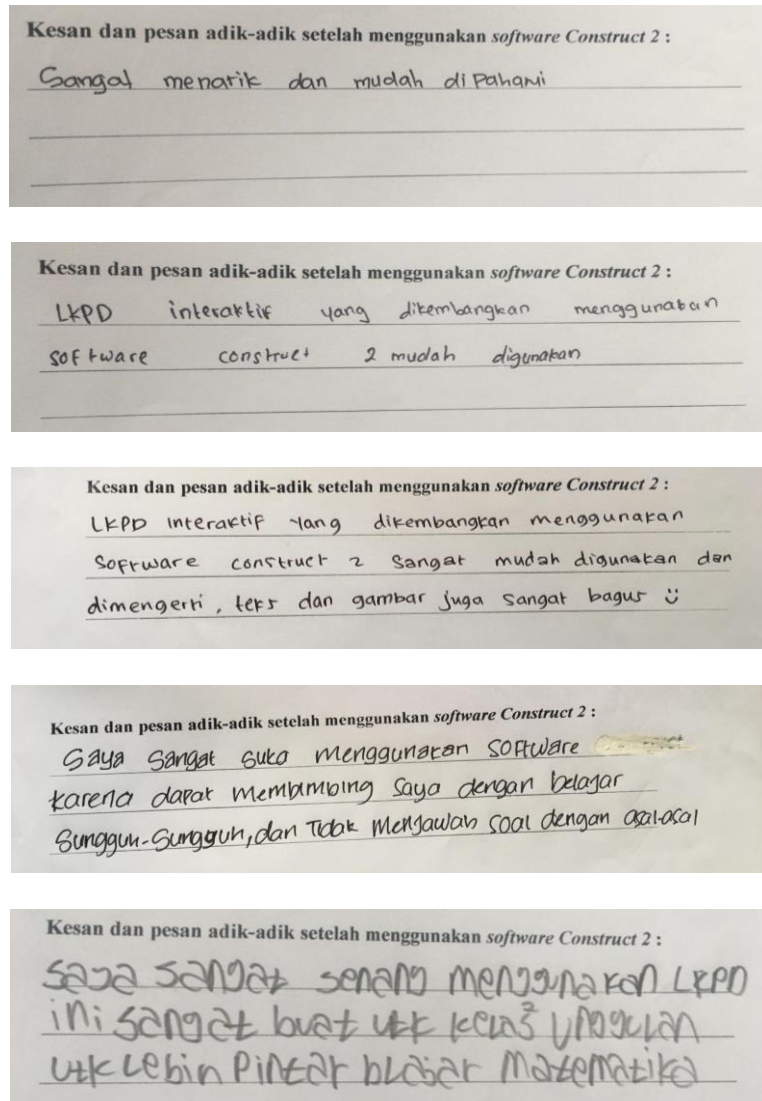 Kesan dan pesan adik-adik setelah menggunakan software Construct 2 :
Sangat menarik dan mudah dipahami
Kesan dan pesan adik-adik setelah menggunakan software Construct 2 :
LKPD interaktif yang dikembangkan menggunakan
software construct 2 mudah digunakan
Kesan dan pesan adik-adik setelah menggunakan software Construct 2 :
LKPD Interaktif yang dikembangkan menggunakan
Software construct 2 sangat mudah digunakan dan
dimengerti, teks dan gambar juga sangat bagus
Kesan dan pesan adik-adik setelah menggunakan software Construct 2 :
Saya sangat suka menggunakan software
karena dapat membimbing saya dengan belajar
Sunggun-Sungguh, dan Tidak menjawab soal dengan asal-asal
Kesan dan pesan adik-adik setelah menggunakan software Construct 2 :
saya sangat senang menggunakan LKPD
ini sangat buat utk kelas² unggulan
utk lebih Pintar blajar matematika